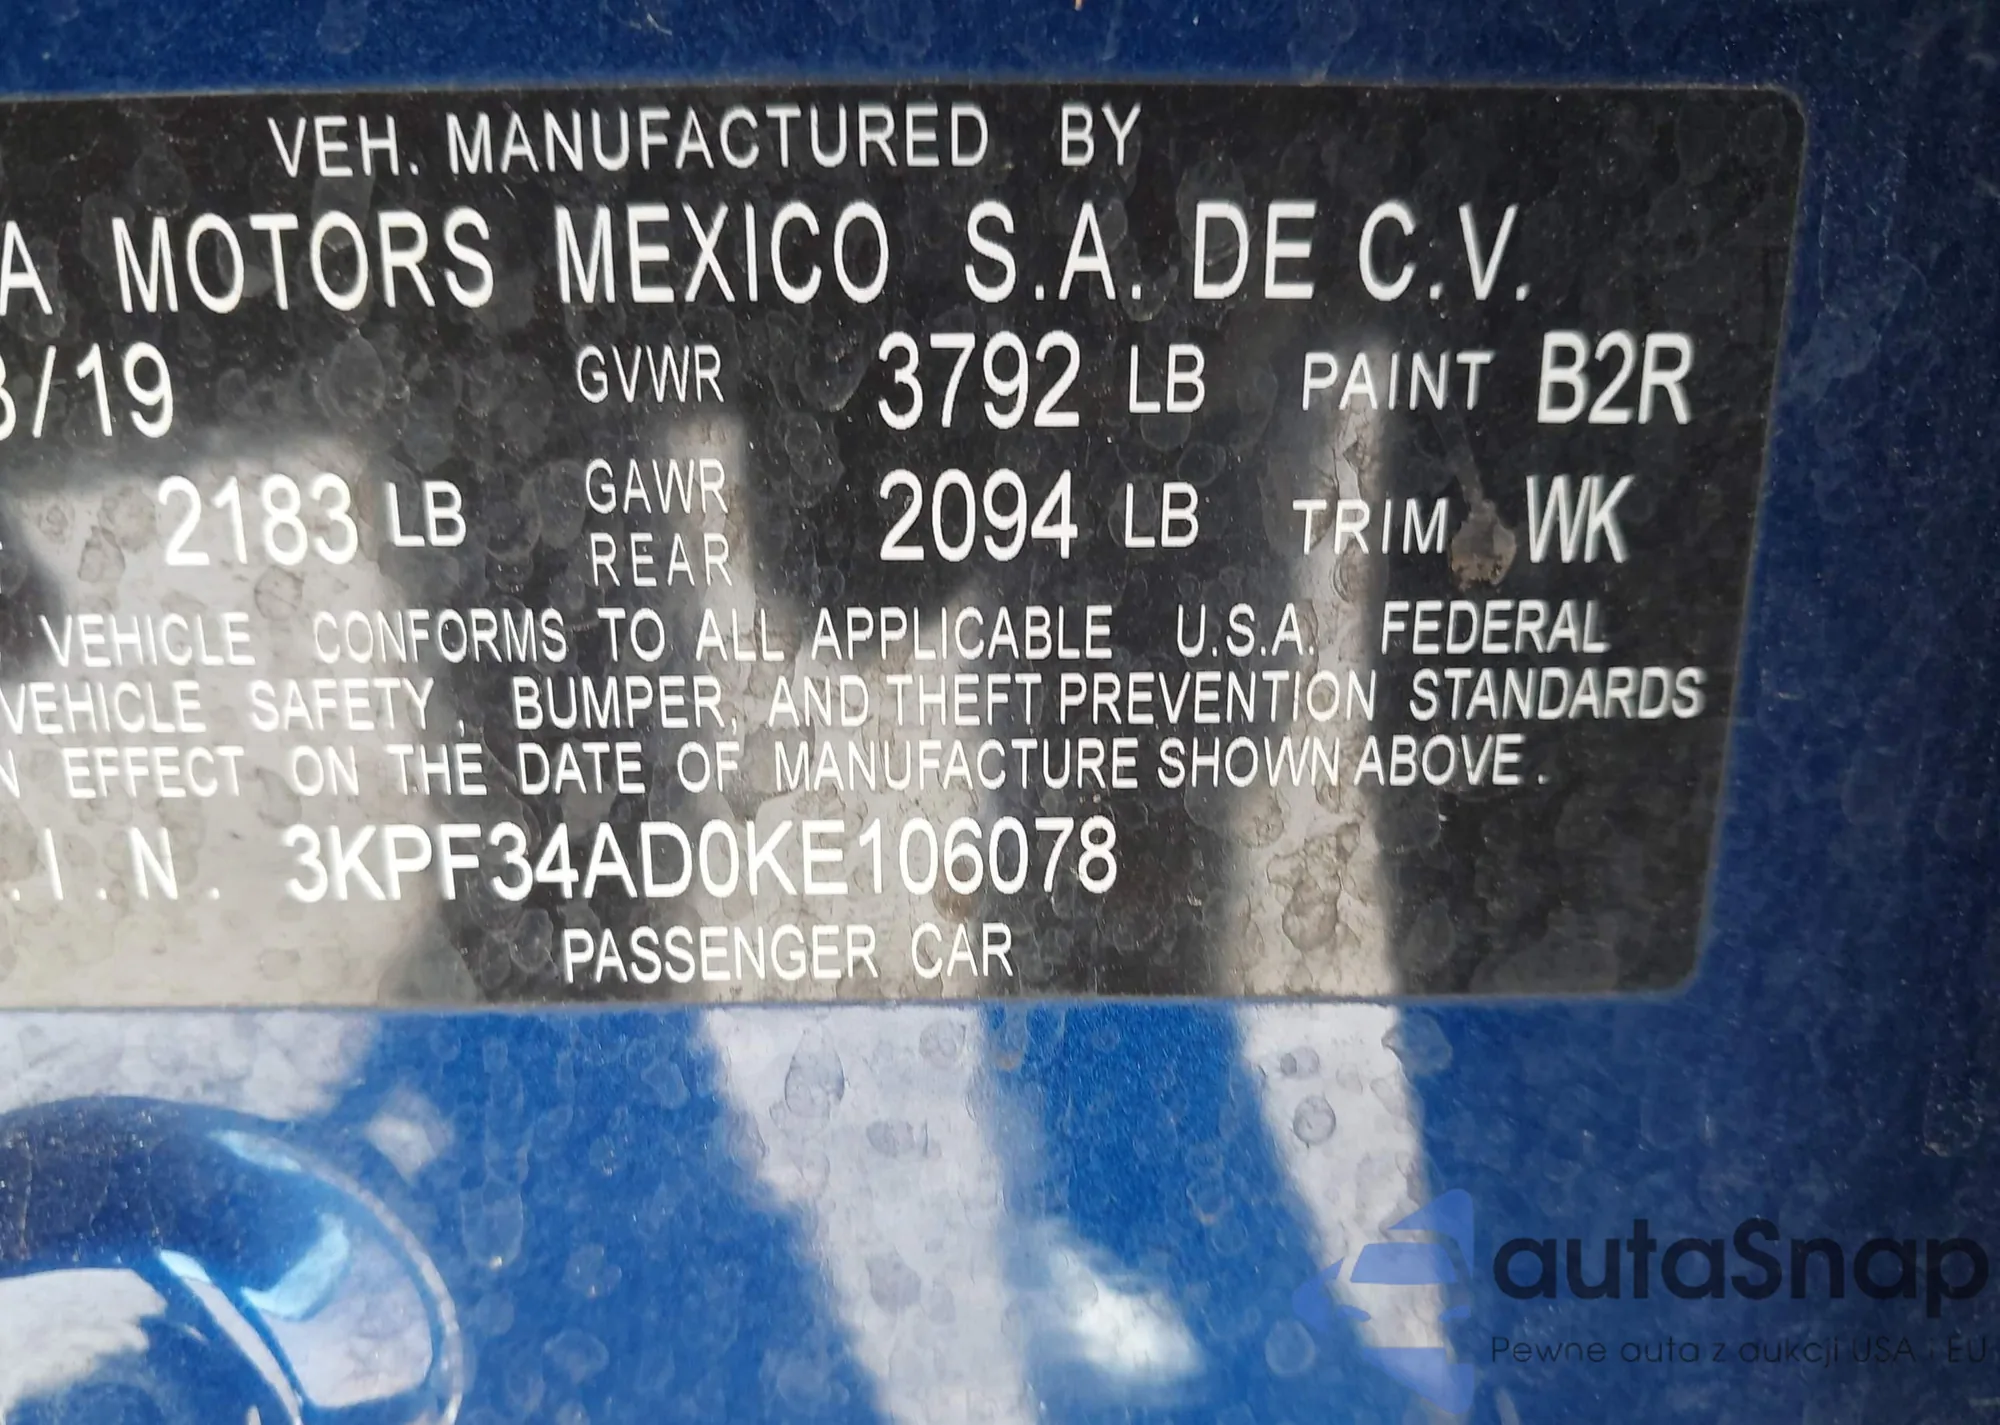 VEH. MANUFACTURED BY
A MOTORS MEXICO S.A. DE C.V.
3/19 GVWR 3792 LB PAINT B2R
2183 LB GAWR REAR 2094 LB TRIM WK
VEHICLE CONFORMS TO ALL APPLICABLE U.S.A. FEDERAL
VEHICLE SAFETY, BUMPER, AND THEFT PREVENTION STANDARDS
N EFFECT ON THE DATE OF MANUFACTURE SHOWN ABOVE.
.I.N. 3KPF34AD0KE106078
PASSENGER CAR
autaSnap
Pewne auta z aukcji USA i EU